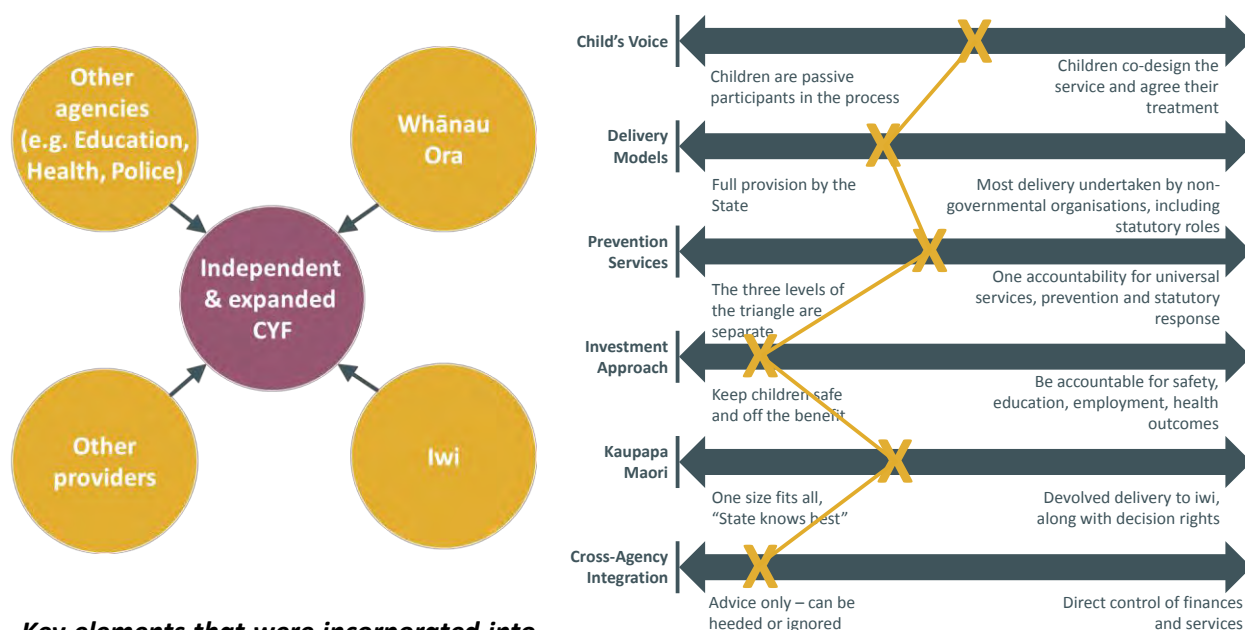 Other
agencies
(e.g. Education,
Health, Police)
Whānau
Ora
Independent
& expanded
CYF
Other
providers
Iwi
Key elements that were incorporated into
Child's Voice
Children are passive
participants in the process
Children co-design the
service and agree their
treatment
Delivery
Models
Full provision by the
State
Most delivery undertaken by non-
governmental organisations, including
statutory roles
Prevention
Services
The three levels of
the triangle are
separate
One accountability for universal
services, prevention and statutory
response
Investment
Approach
Keep children safe
and off the benefit
Be accountable for safety,
education, employment, health
outcomes
Kaupapa
Maori
One size fits all,
"State knows best"
Devolved delivery to iwi,
along with decision rights
Cross-Agency
Integration
Advice only – can be
heeded or ignored
Direct control of finances
and services